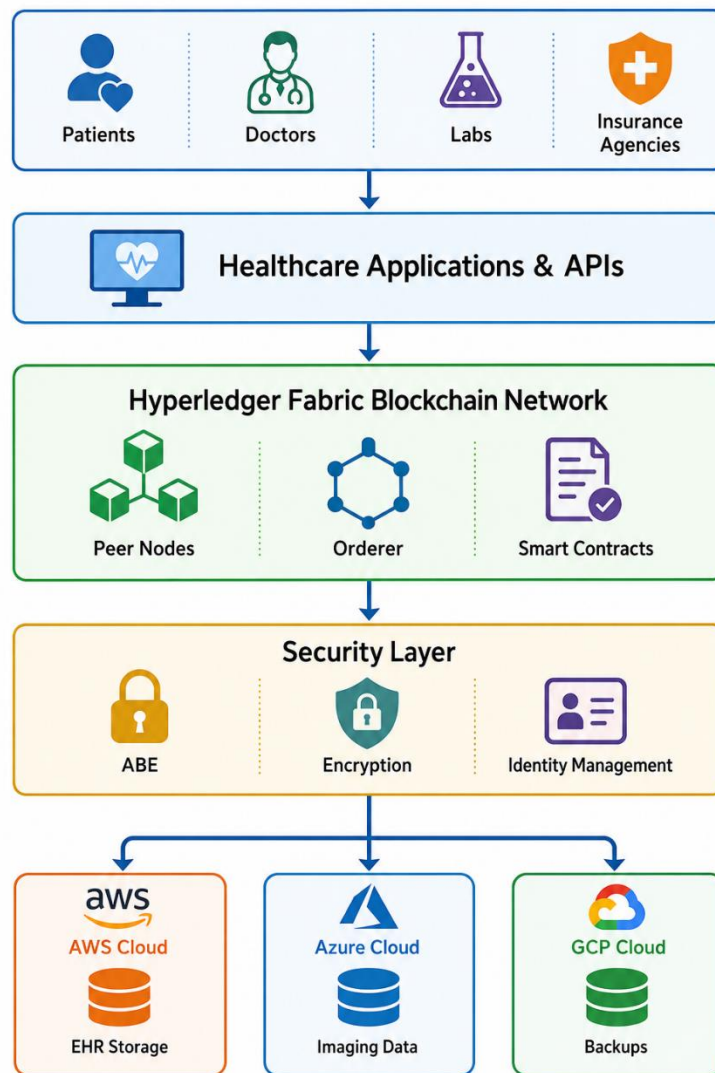 Patients
Doctors
Labs
Insurance
Agencies
Healthcare Applications & APIs
Hyperledger Fabric Blockchain Network
Peer Nodes
Orderer
Smart Contracts
Security Layer
ABE
Encryption
Identity Management
aws
AWS Cloud
EHR Storage
Azure Cloud
Imaging Data
GCP Cloud
Backups